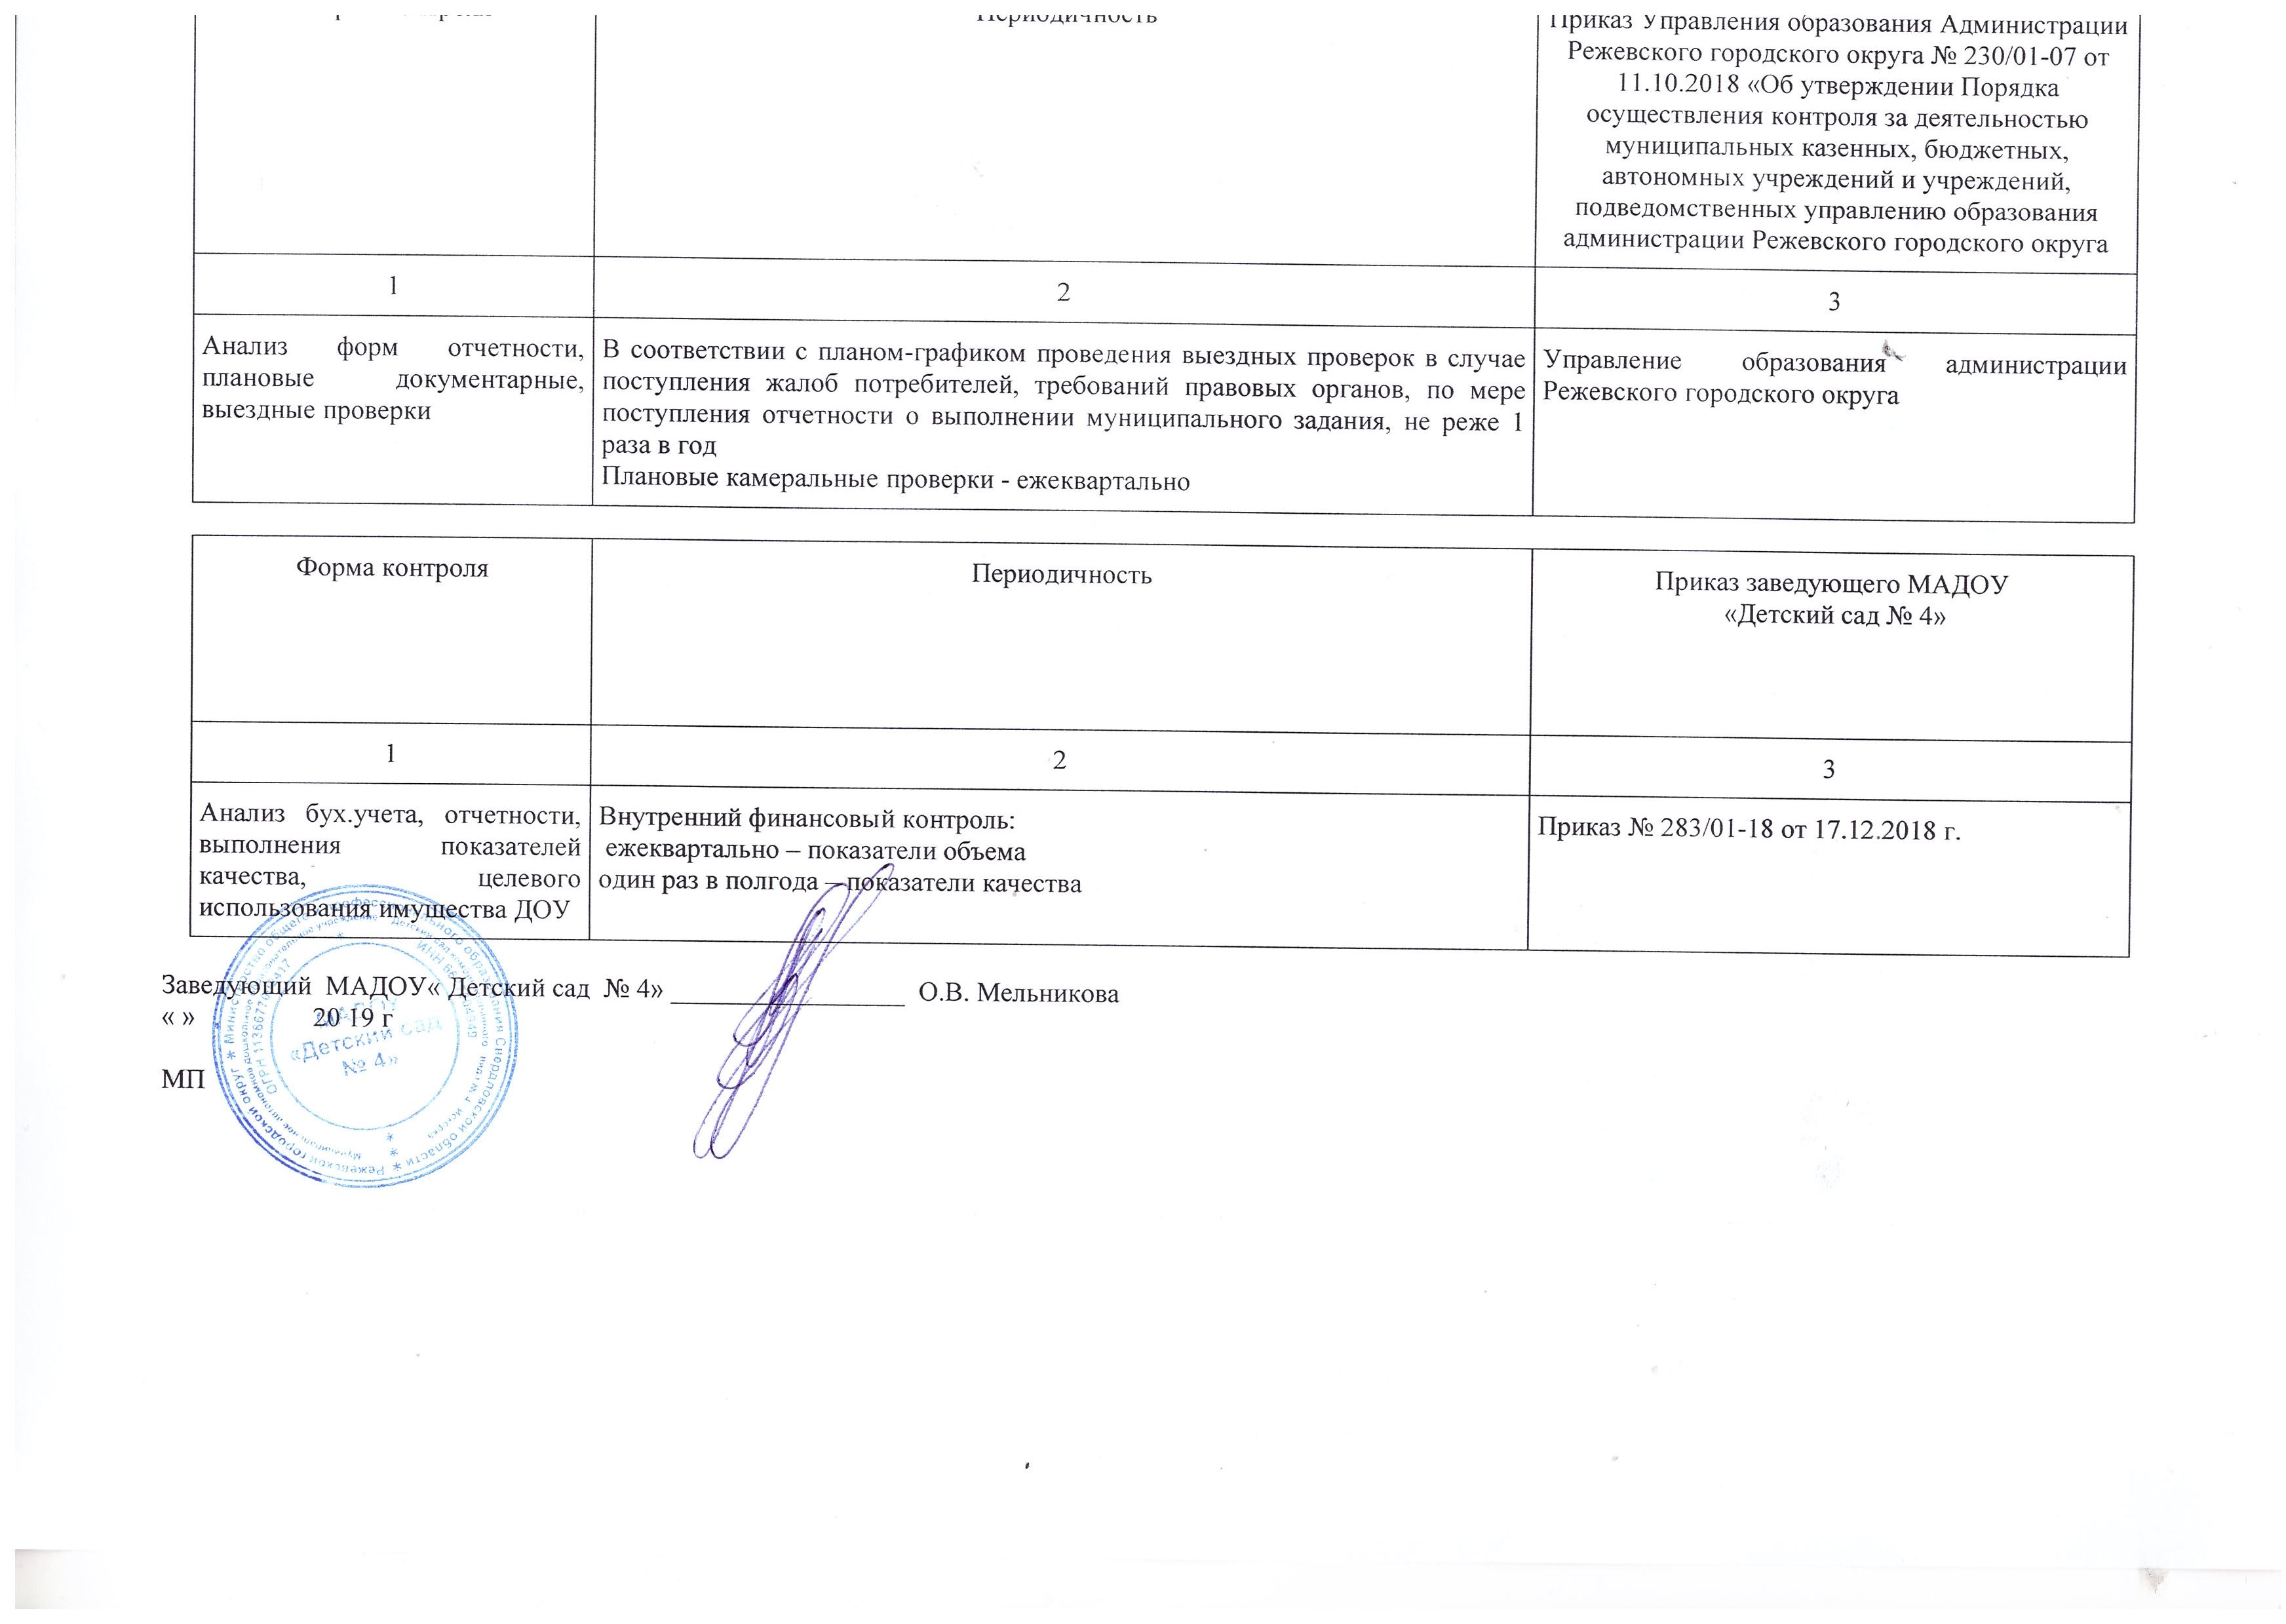 Периодичность
Приказ Управления образования Администрации
Режевского городского округа № 230/01-07 от
11.10.2018 «Об утверждении Порядка
осуществления контроля за деятельностью
муниципальных казенных, бюджетных,
автономных учреждений и учреждений,
подведомственных управлению образования
администрации Режевского городского округа
1
2
3
Анализ форм отчетности,
плановые документарные,
выездные проверки
В соответствии с планом-графиком проведения выездных проверок в случае
поступления жалоб потребителей, требований правовых органов, по мере
поступления отчетности о выполнении муниципального задания, не реже 1
раза в год
Плановые камеральные проверки - ежеквартально
Управление образования администрации
Режевского городского округа
Форма контроля
Периодичность
Приказ заведующего МАДОУ
«Детский сад № 4»
1
2
3
Анализ бух.учета, отчетности,
выполнения показателей
качества, целевого
использования имущества ДОУ
Внутренний финансовый контроль:
ежеквартально – показатели объема
один раз в полгода – показатели качества
Приказ № 283/01-18 от 17.12.2018 г.
Заведующий МАДОУ« Детский сад № 4» _________________ О.В. Мельникова
« » 20 19 г
МП
«Детский сад
№ 4»